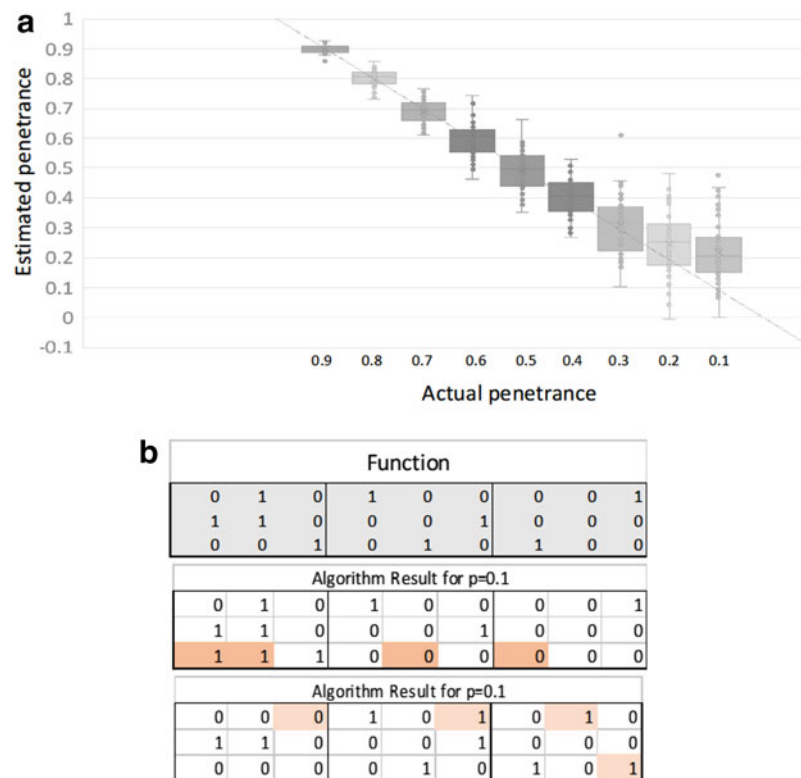 a
1
0.9
0.8
0.7
0.6
0.5
0.4
0.3
0.2
0.1
0
-0.1
Estimated penetrance
0.9 0.8 0.7 0.6 0.5 0.4 0.3 0.2 0.1
Actual penetrance
b
Function
0 1 0 1 0 0 0 0 1
1 1 0 0 0 1 0 0 0
0 0 1 0 1 0 1 0 0
Algorithm Result for p=0.1
0 1 0 1 0 0 0 0 1
1 1 0 0 0 1 0 0 0
1 1 1 0 0 0 0 0 0
Algorithm Result for p=0.1
0 0 0 1 0 1 0 1 0
1 1 0 0 0 1 0 0 0
0 0 0 0 1 0 1 0 1